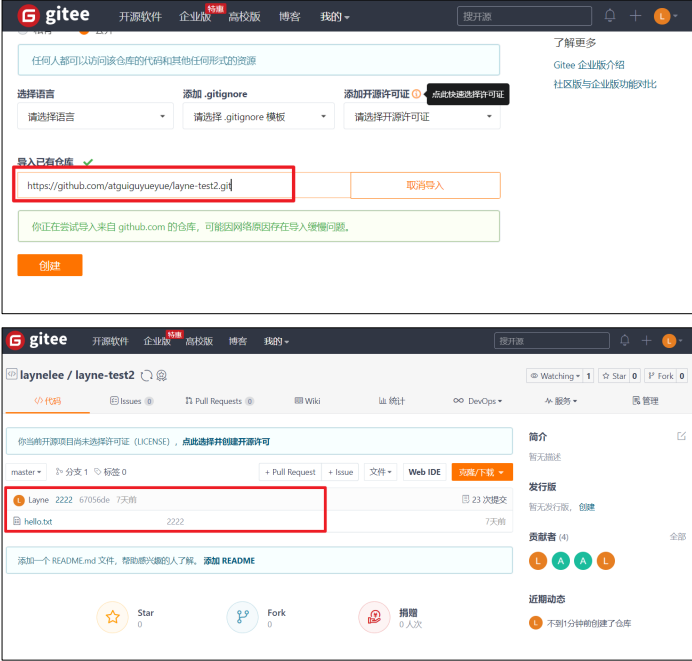 gitee 开源软件 企业版 特惠 高校版 博客 我的 搜开源 L
任何人都可以访问该仓库的代码和其他任何形式的资源
了解更多
Gitee 企业版介绍
社区版与企业版功能对比
选择语言 添加 .gitignore 添加开源许可证 点此快速选择许可证
请选择语言 请选择 .gitignore 模板 请选择开源许可证
导入已有仓库
https://github.com/atguiguyueyue/layne-test2.git 取消导入
你正在尝试导入来自 github.com 的仓库，可能因网络原因存在导入缓慢问题。
创建
gitee 开源软件 企业版 特惠 高校版 博客 我的 搜开源 L
laynelee / layne-test2 Watching 1 Star 0 Fork 0
代码 Issues 0 Pull Requests 0 Wiki 统计 DevOps 服务 管理
你当前开源项目尚未选择许可证（LICENSE），点此选择并创建开源许可
简介
暂无描述
master 分支 1 标签 0 + Pull Request + Issue 文件 Web IDE 克隆/下载
发行版
暂无发行版，创建
L Layne 2222 67056de 7天前 23 次提交
hello.txt 2222 7天前
贡献者 (4) 全部
L A A L
添加一个 README.md 文件，帮助感兴趣的人了解。 添加 README
近期动态
L 不到1分钟前创建了仓库
Star
0
Fork
0
捐赠
0 人次